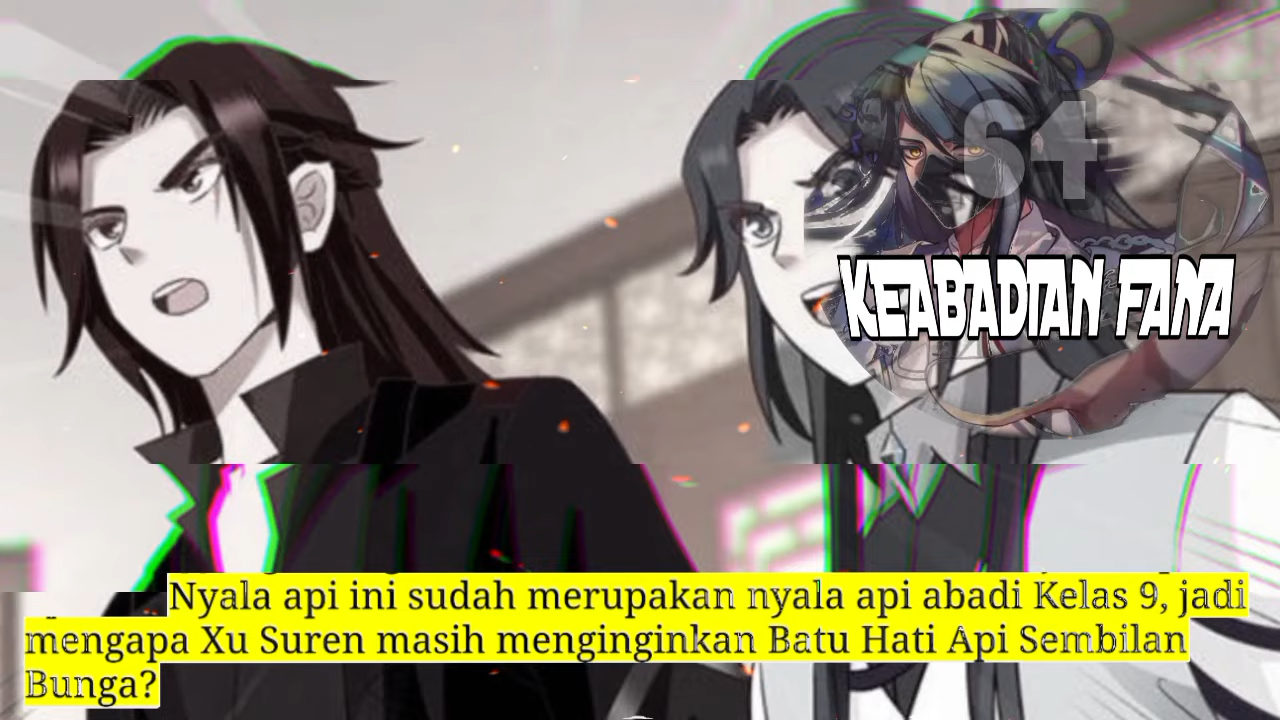 S4
KEABADIAN FANA
Nyala api ini sudah merupakan nyala api abadi Kelas 9, jadi
mengapa Xu Suren masih menginginkan Batu Hati Api Sembilan
Bunga?